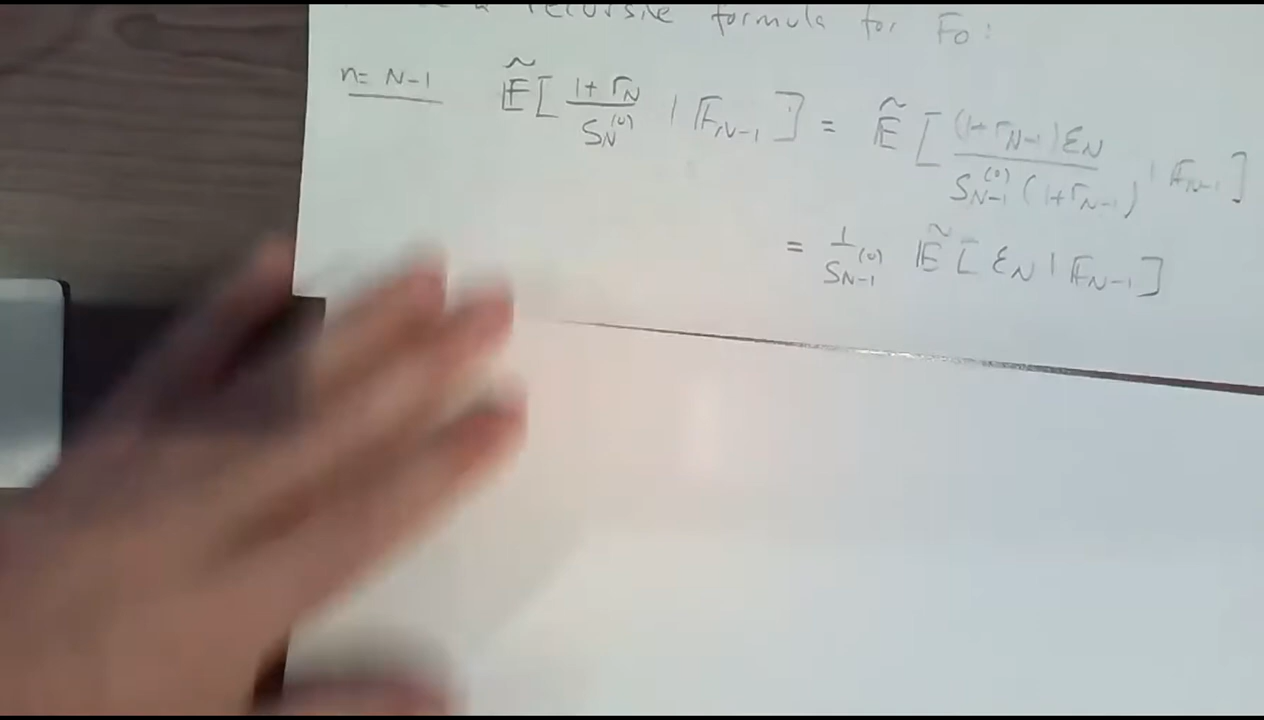 a recursive formula for F₀:
n = N-1 𝔼̃[ (1+r_N)/S_N^(0) | F_{N-1} ] = 𝔼̃[ (1+r_{N-1})ε_N / S_{N-1}^(0)(1+r_{N-1}) | F_{N-1} ]
= 1/S_{N-1}^(0) 𝔼̃[ ε_N | F_{N-1} ]